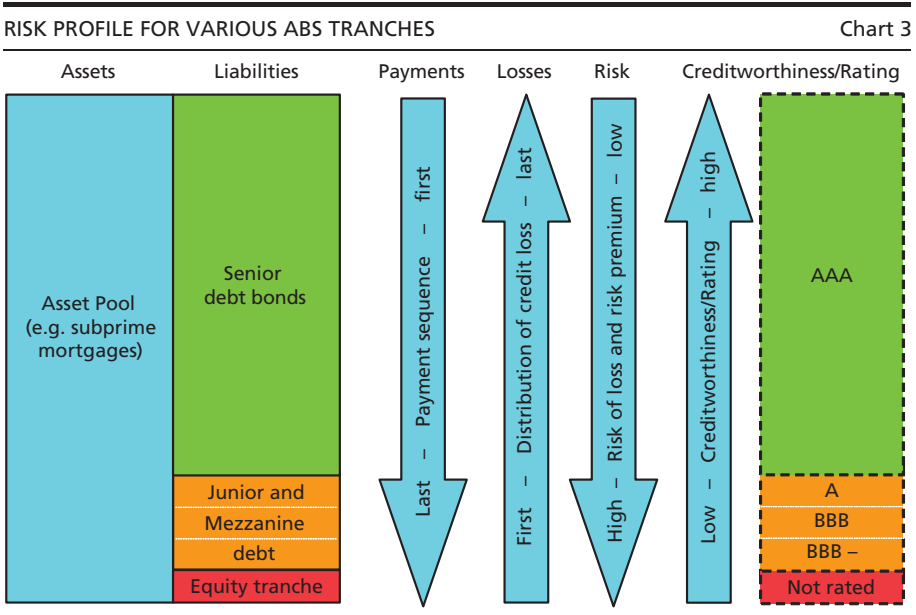 RISK PROFILE FOR VARIOUS ABS TRANCHES Chart 3
Assets Liabilities Payments Losses Risk Creditworthiness/Rating
Asset Pool
(e.g. subprime
mortgages)
Senior
debt bonds
Junior and
Mezzanine
debt
Equity tranche
Last – Payment sequence – first
First – Distribution of credit loss – last
High – Risk of loss and risk premium – low
Low – Creditworthiness/Rating – high
AAA
A
BBB
BBB –
Not rated